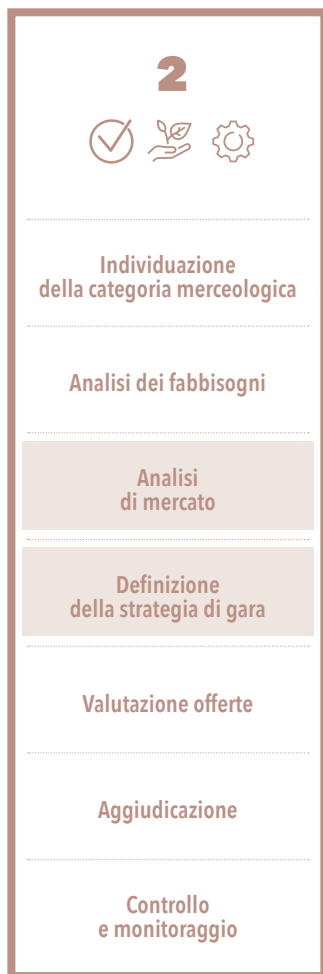 2
Individuazione
della categoria merceologica
Analisi dei fabbisogni
Analisi
di mercato
Definizione
della strategia di gara
Valutazione offerte
Aggiudicazione
Controllo
e monitoraggio